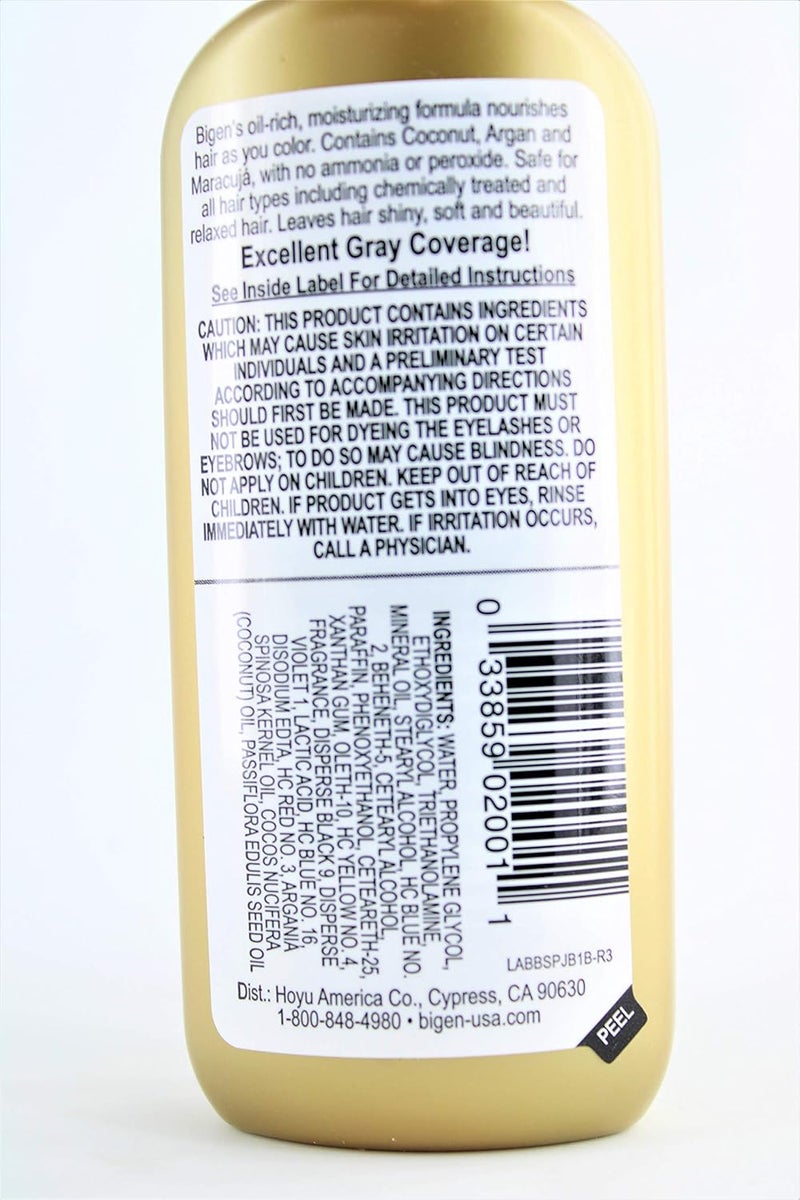 Bigen's oil-rich, moisturizing formula nourishes
hair as you color. Contains Coconut, Argan and
Maracujá, with no ammonia or peroxide. Safe for
all hair types including chemically treated and
relaxed hair. Leaves hair shiny, soft and beautiful.
Excellent Gray Coverage!
See Inside Label For Detailed Instructions
CAUTION: THIS PRODUCT CONTAINS INGREDIENTS
WHICH MAY CAUSE SKIN IRRITATION ON CERTAIN
INDIVIDUALS AND A PRELIMINARY TEST
ACCORDING TO ACCOMPANYING DIRECTIONS
SHOULD FIRST BE MADE. THIS PRODUCT MUST
NOT BE USED FOR DYEING THE EYELASHES OR
EYEBROWS; TO DO SO MAY CAUSE BLINDNESS. DO
NOT APPLY ON CHILDREN. KEEP OUT OF REACH OF
CHILDREN. IF PRODUCT GETS INTO EYES, RINSE
IMMEDIATELY WITH WATER. IF IRRITATION OCCURS,
CALL A PHYSICIAN.
INGREDIENTS: WATER, PROPYLENE GLYCOL,
ETHOXYDIGLYCOL, TRIETHANOLAMINE,
MINERAL OIL, STEARYL ALCOHOL, HC BLUE NO.
2, BEHENETH-5, CETEARYL ALCOHOL,
PARAFFIN, PHENOXYETHANOL, CETEARETH-25,
XANTHAN GUM, OLETH-10, HC YELLOW NO. 4,
FRAGRANCE, DISPERSE BLACK 9, DISPERSE
VIOLET 1, LACTIC ACID, HC BLUE NO. 16,
DISODIUM EDTA, HC RED NO. 3, ARGANIA
SPINOSA KERNEL OIL, COCOS NUCIFERA
(COCONUT) OIL, PASSIFLORA EDULIS SEED OIL
0 33859 02001 1
LABBSPJB1B-R3
Dist.: Hoyu America Co., Cypress, CA 90630
1-800-848-4980 • bigen-usa.com
PEEL